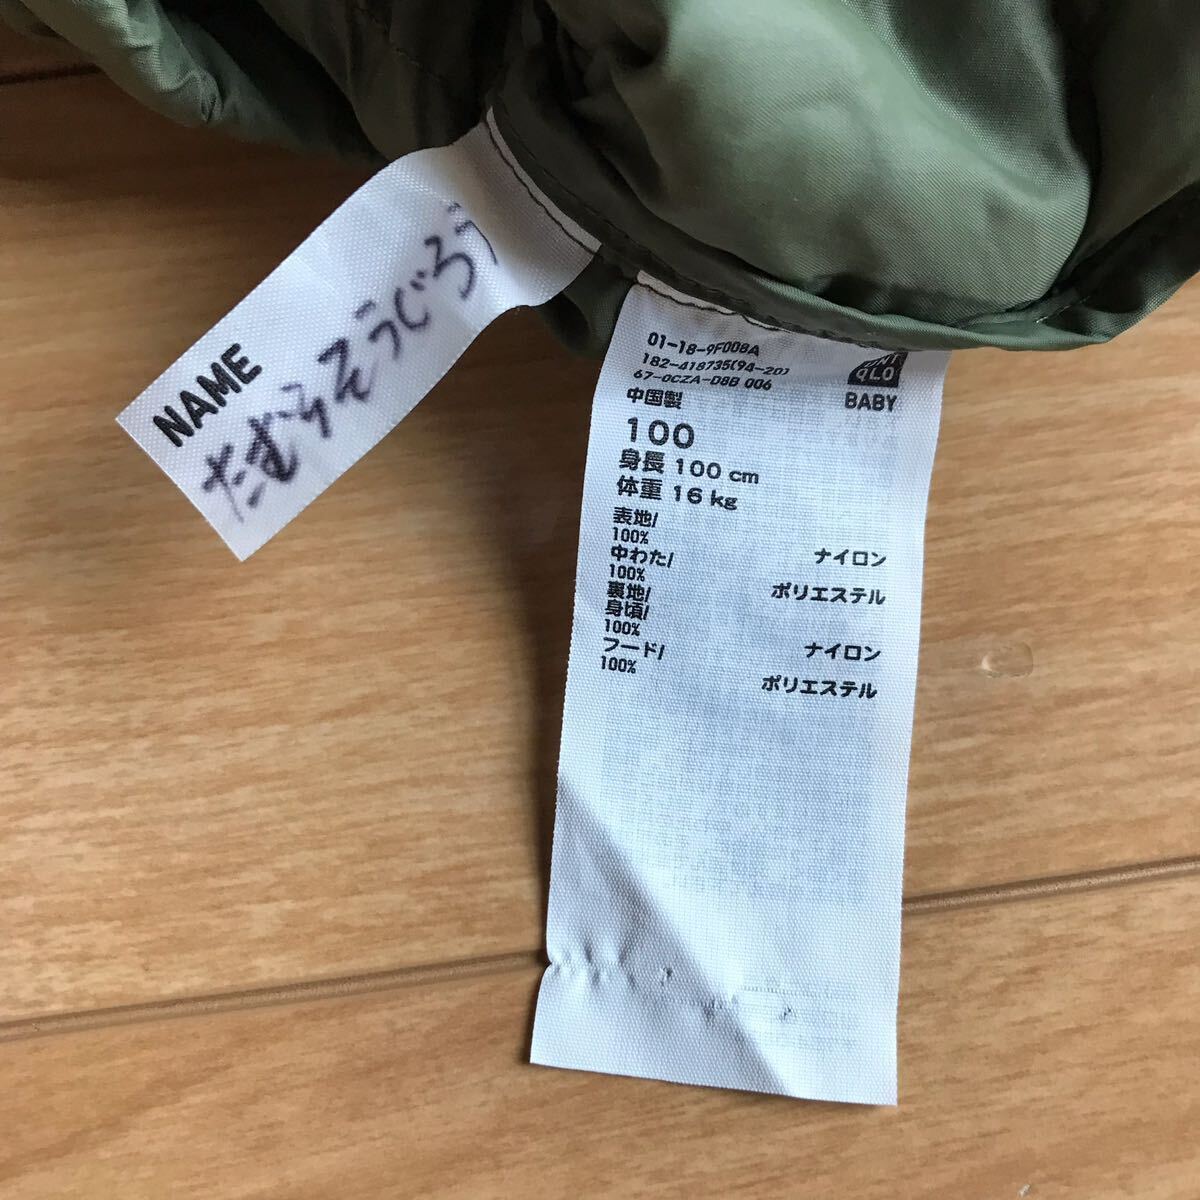 NAME
たむらそうじろう
01-18-9F008A
182-418735(94-20)
67-0CZA-D8B 006
中国製
QLO
BABY
100
身長 100 cm
体重 16 kg
表地/
100% ナイロン
中わた/
100% ポリエステル
裏地/
身頃/
100% ナイロン
フード/
100% ポリエステル